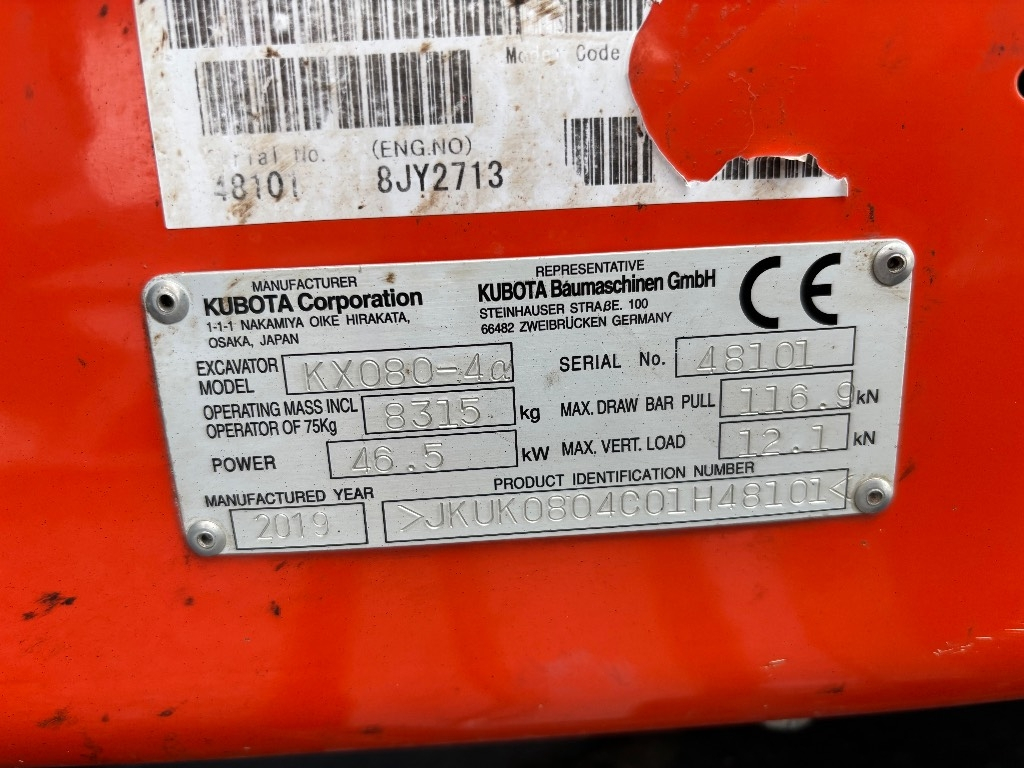 Code
Serial No.
48101
(ENG.NO)
8JY2713
MANUFACTURER
KUBOTA Corporation
1-1-1 NAKAMIYA OIKE HIRAKATA,
OSAKA, JAPAN
REPRESENTATIVE
KUBOTA Baumaschinen GmbH
STEINHAUSER STRAßE. 100
66482 ZWEIBRÜCKEN GERMANY
CE
EXCAVATOR MODEL KX080-4α
SERIAL No. 48101
OPERATING MASS INCL
OPERATOR OF 75Kg 8315 kg
MAX. DRAW BAR PULL 116.9 kN
POWER 46.5 kW
MAX. VERT. LOAD 12.1 kN
MANUFACTURED YEAR
2019
PRODUCT IDENTIFICATION NUMBER
>JKUK0804C01H48101<